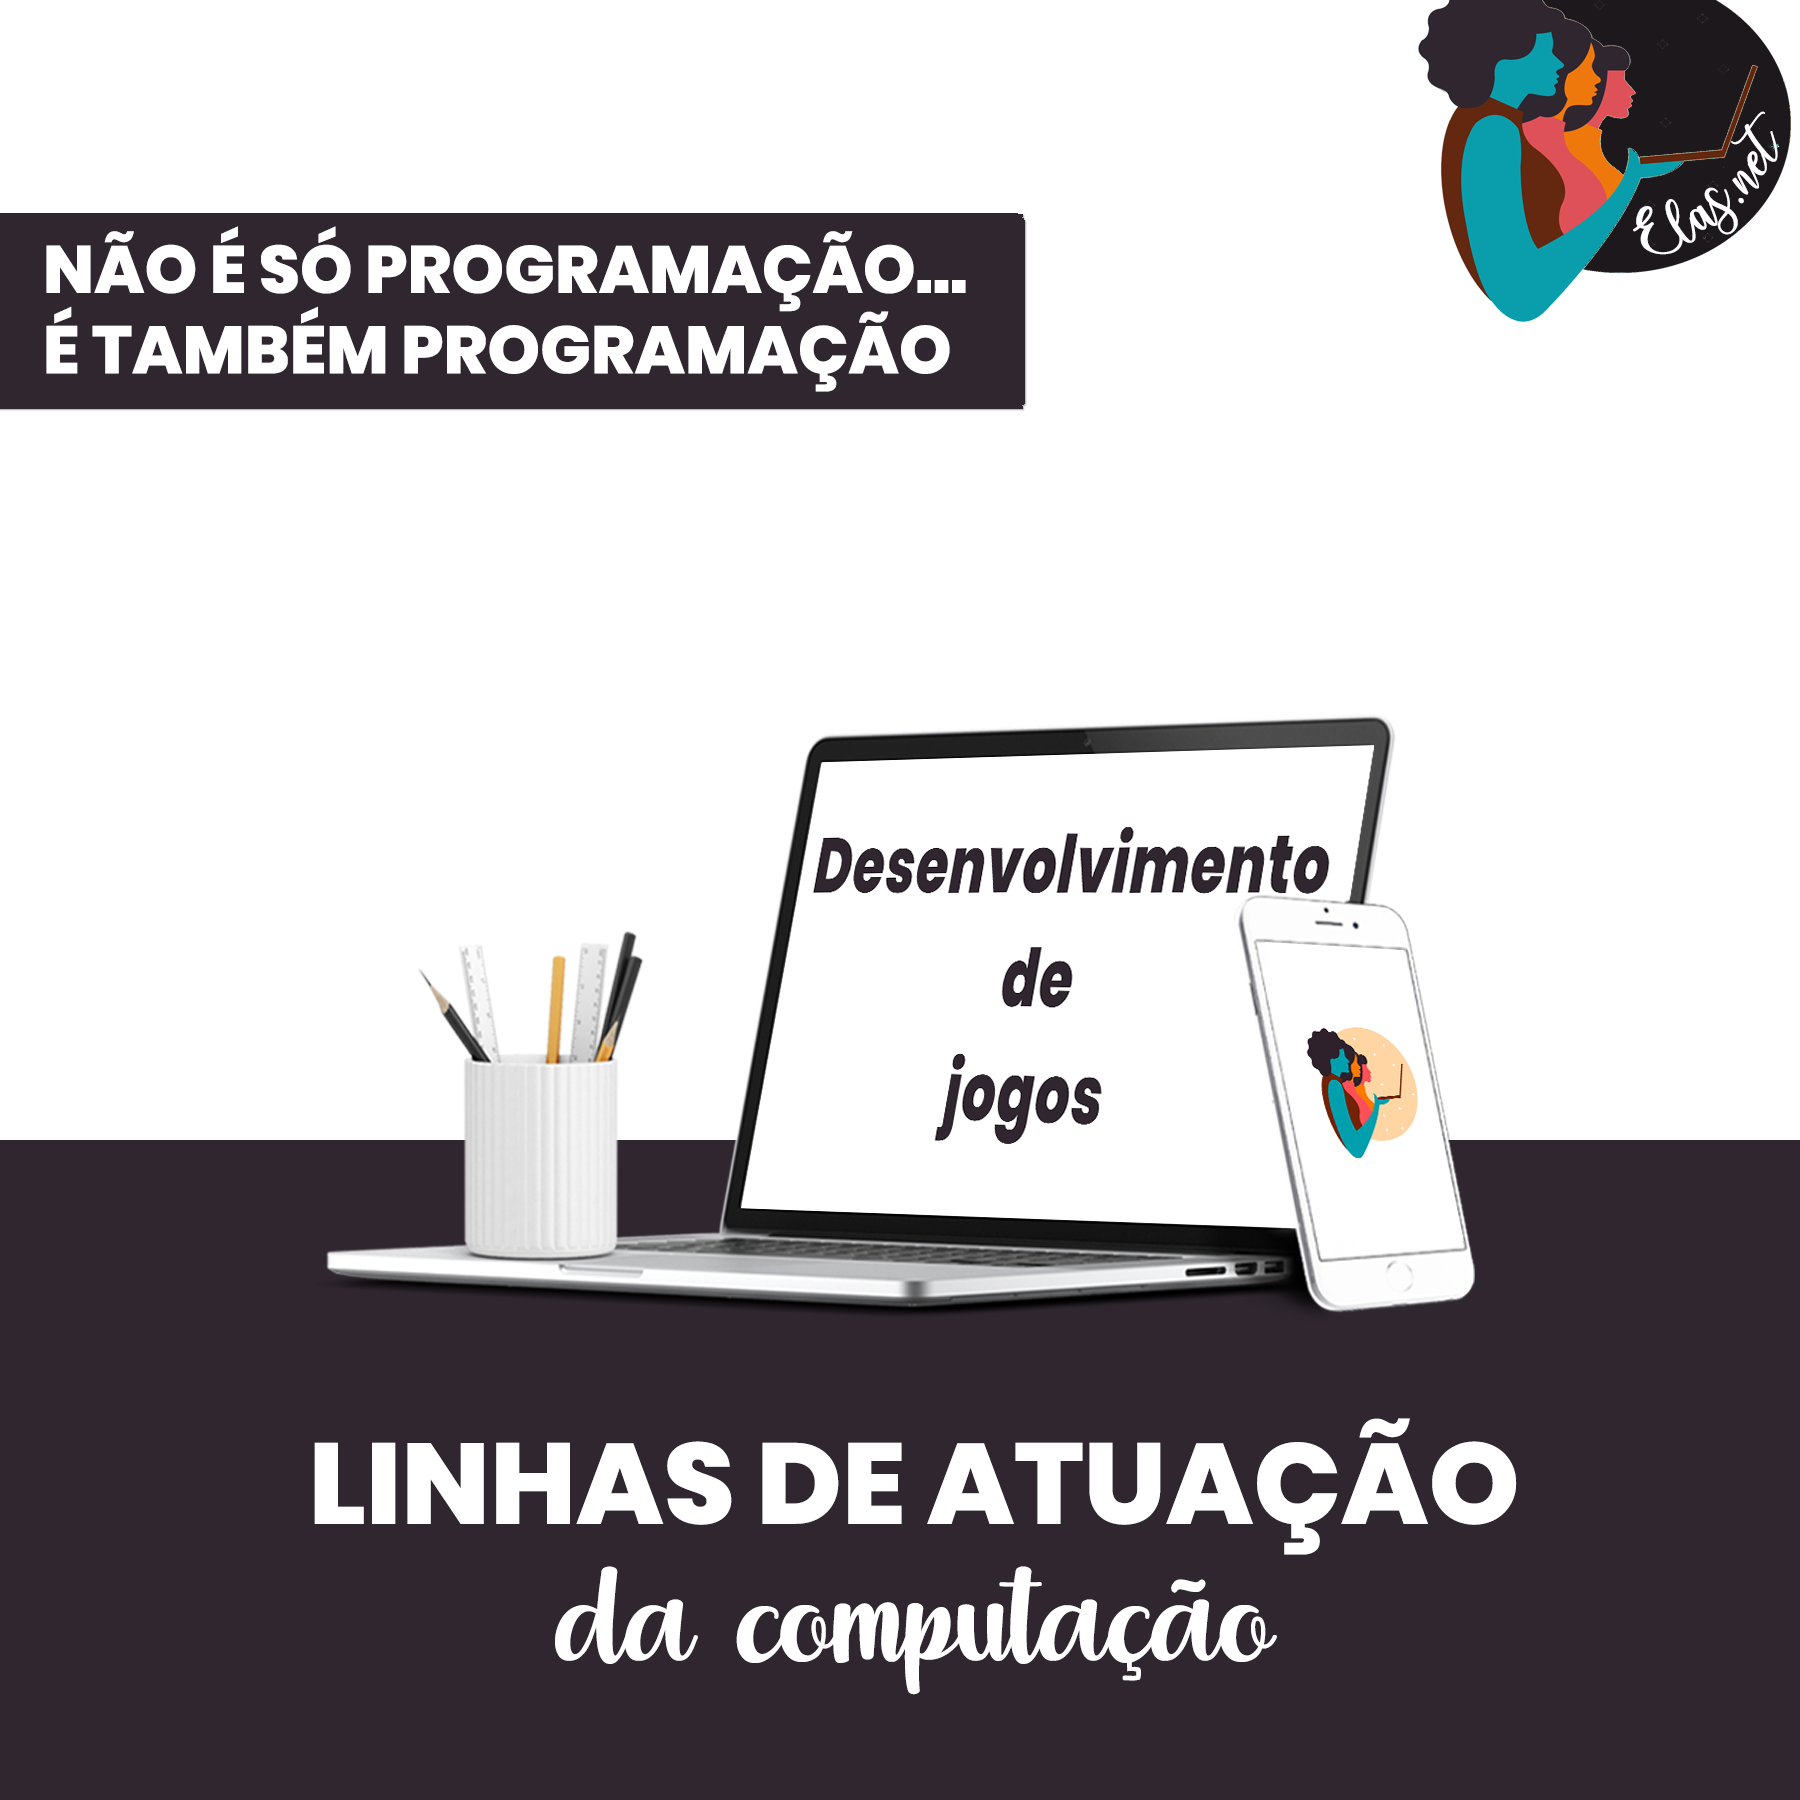 Elas.net
NÃO É SÓ PROGRAMAÇÃO...
É TAMBÉM PROGRAMAÇÃO
Desenvolvimento
de
jogos
LINHAS DE ATUAÇÃO
da computação